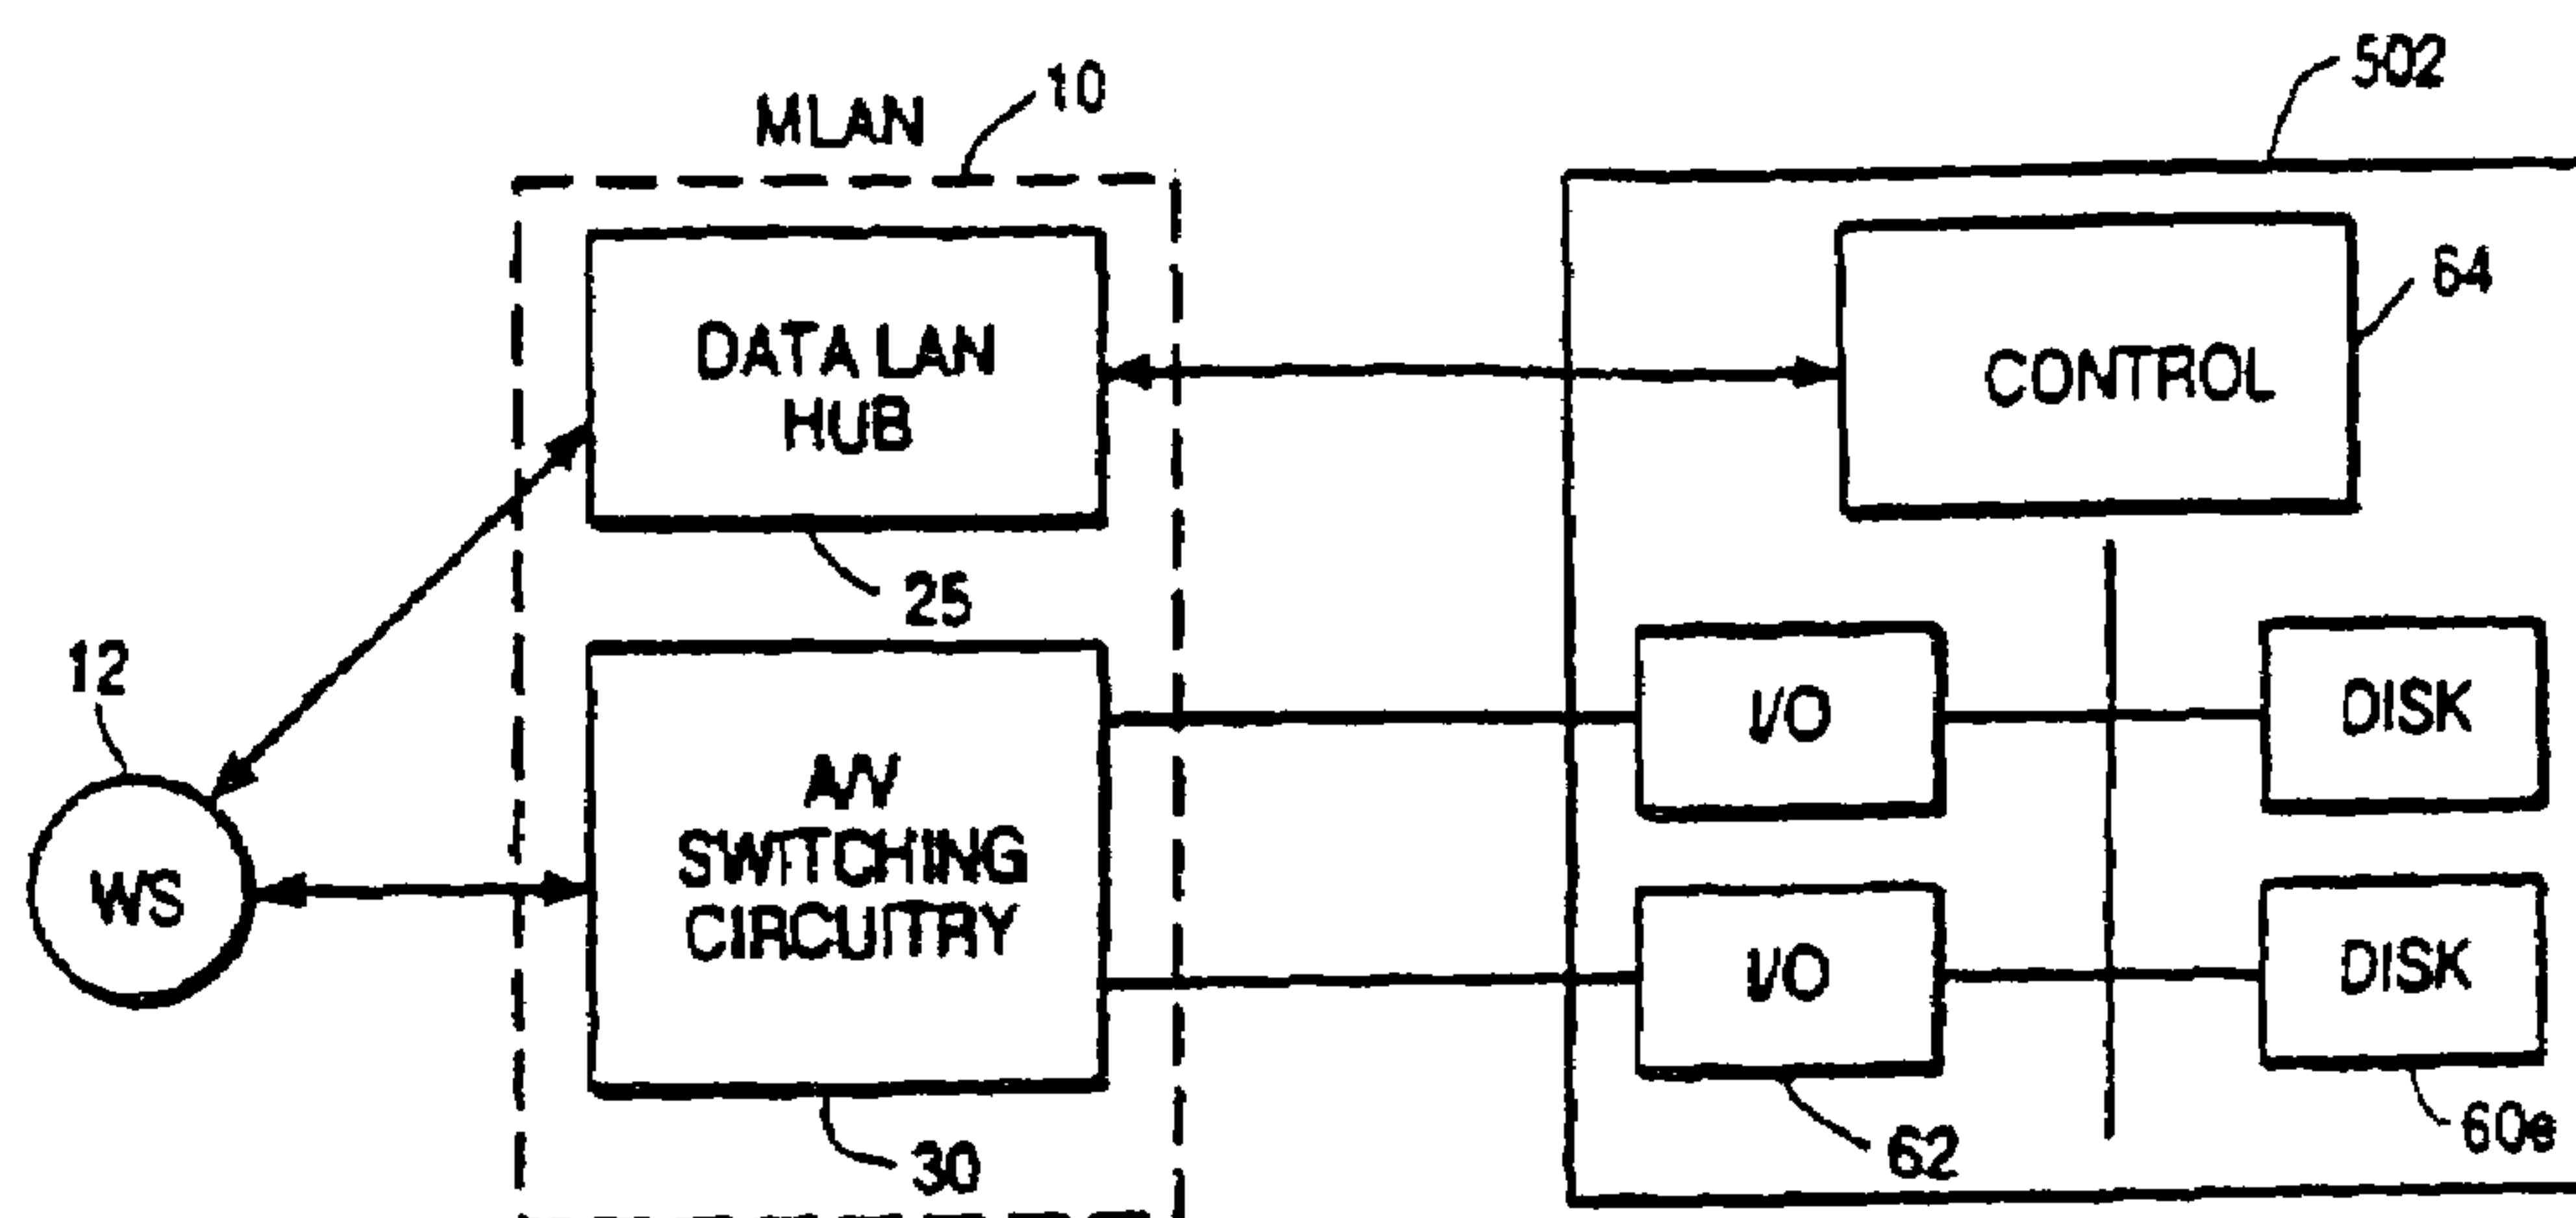 MLAN
10
502
DATA LAN
HUB
25
CONTROL
64
12
WS
A/V
SWITCHING
CIRCUITRY
30
I/O
DISK
I/O
62
DISK
60e